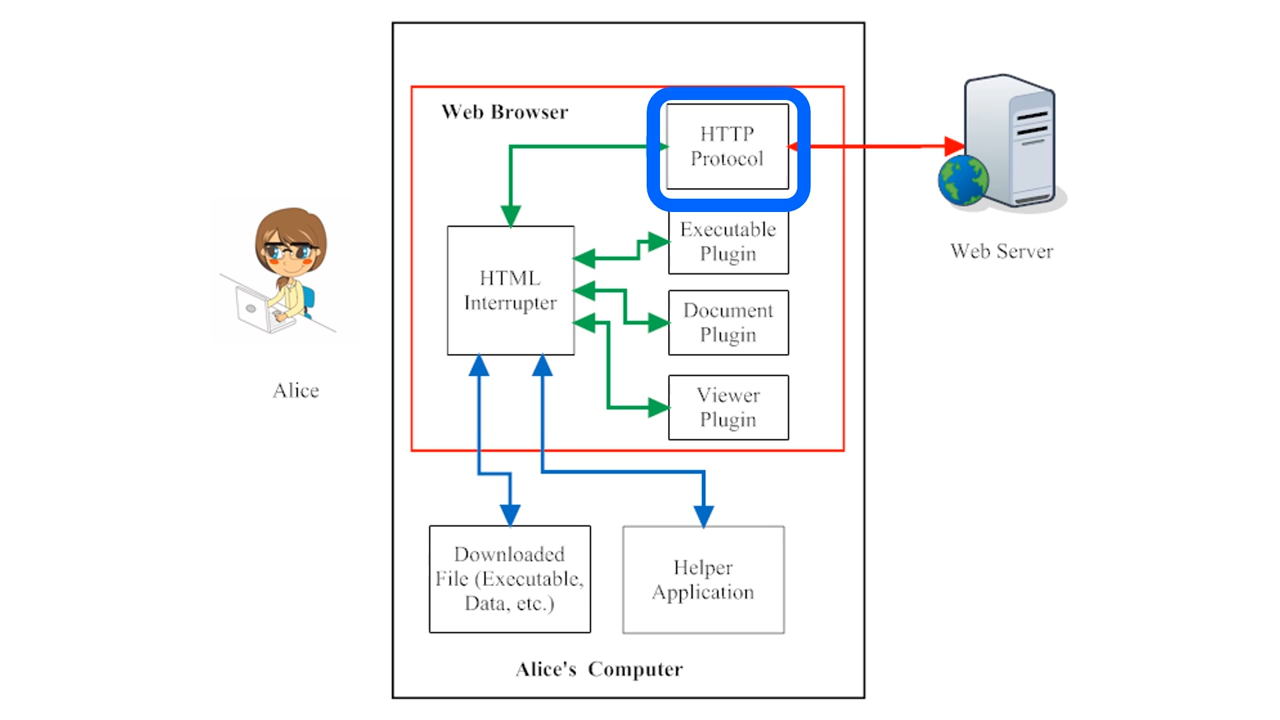 Web Browser
HTTP
Protocol
Executable
Plugin
Web Server
HTML
Interrupter
Document
Plugin
Alice
Viewer
Plugin
Downloaded
File (Executable,
Data, etc.)
Helper
Application
Alice's Computer